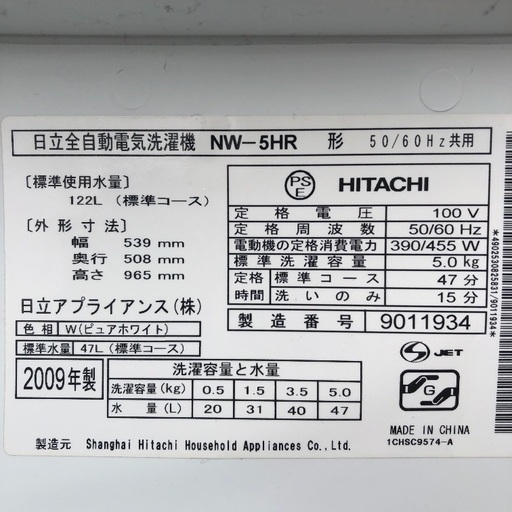 日立全自動電気洗濯機 NW-5HR 形 50/60Hz共用
〔標準使用水量〕
122L (標準コース)
〔外形寸法〕
幅 539 mm
奥行 508 mm
高さ 965 mm
日立アプライアンス(株)
色相 W(ピュアホワイト)
標準水量 47L (標準コース)
PSE HITACHI
定格電圧 100 V
定格周波数 50/60 Hz
電動機の定格消費電力 390/455 W
標準洗濯容量 5.0kg
定格時間 標準コース 47分
洗いのみ 15分
製造番号 9011934
2009年製
洗濯容量と水量
洗濯容量(kg) 0.5 1.5 3.5 5.0
水量(L) 20 31 40 47
S JET
G
MADE IN CHINA
1CHSC9574-A
製造元 Shanghai Hitachi Household Appliances Co.,Ltd.
*4902530825831/9011934*